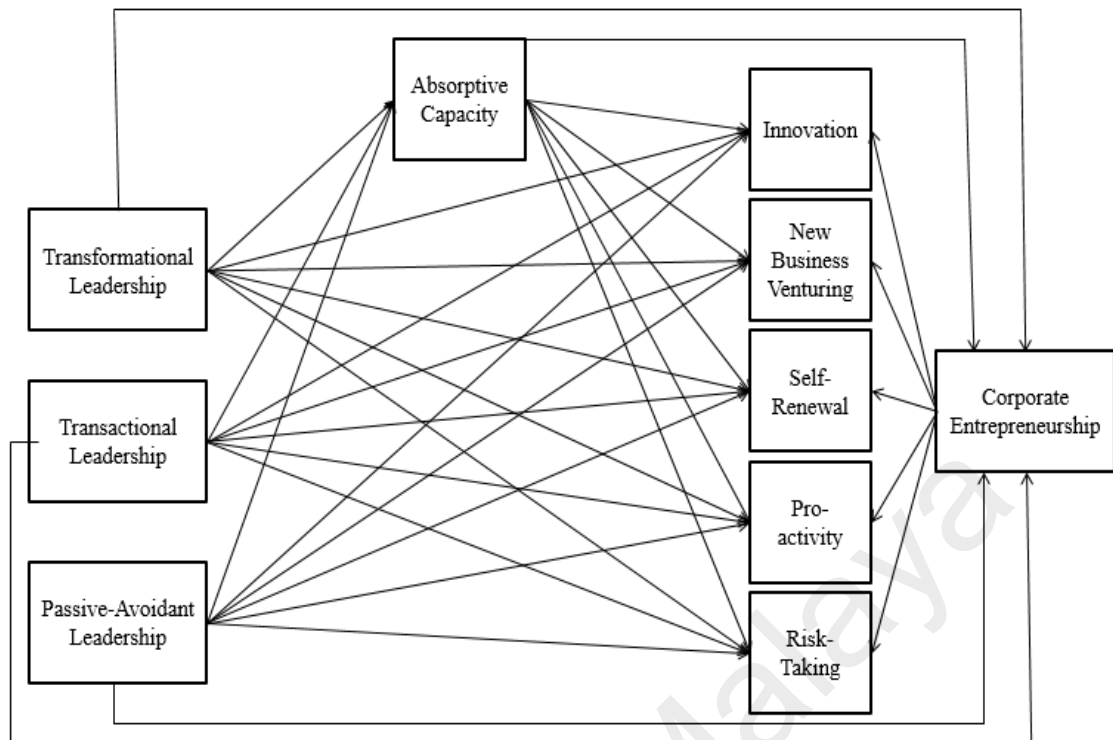 Absorptive
Capacity
Innovation
Transformational
Leadership
New
Business
Venturing
Self-
Renewal
Transactional
Leadership
Corporate
Entrepreneurship
Pro-
activity
Passive-Avoidant
Leadership
Risk-
Taking
Malaya